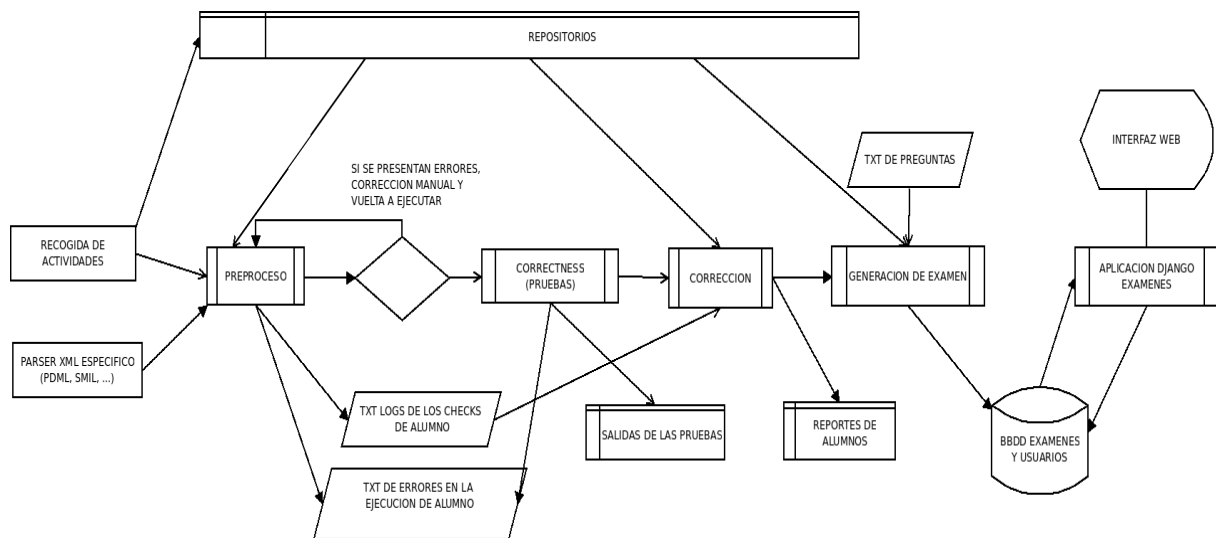 REPOSITORIOS
TXT DE PREGUNTAS
INTERFAZ WEB
SI SE PRESENTAN ERRORES,
CORRECCION MANUAL Y
VUELTA A EJECUTAR
RECOGIDA DE
ACTIVIDADES
PREPROCESO
CORRECTNESS
(PRUEBAS)
CORRECCION
GENERACION DE EXAMEN
APLICACION DJANGO
EXAMENES
PARSER XML ESPECIFICO
(PDML, SMIL, ...)
TXT LOGS DE LOS CHECKS
DE ALUMNO
SALIDAS DE LAS PRUEBAS
REPORTES DE
ALUMNOS
BBDD EXAMENES
Y USUARIOS
TXT DE ERRORES EN LA
EJECUCION DE ALUMNO